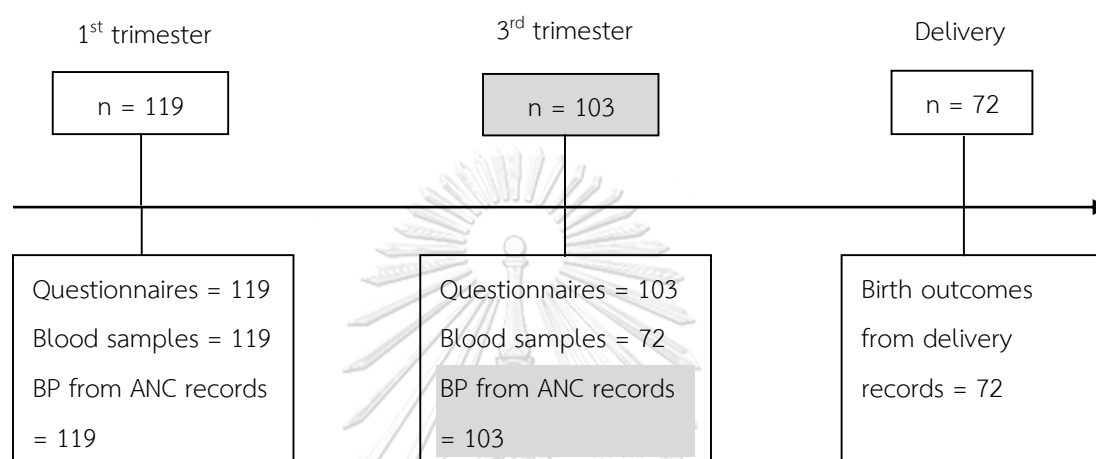 1st trimester
3rd trimester
Delivery
n = 119
n = 103
n = 72
Questionnaires = 119
Blood samples = 119
BP from ANC records
= 119
Questionnaires = 103
Blood samples = 72
BP from ANC records
= 103
Birth outcomes
from delivery
records = 72